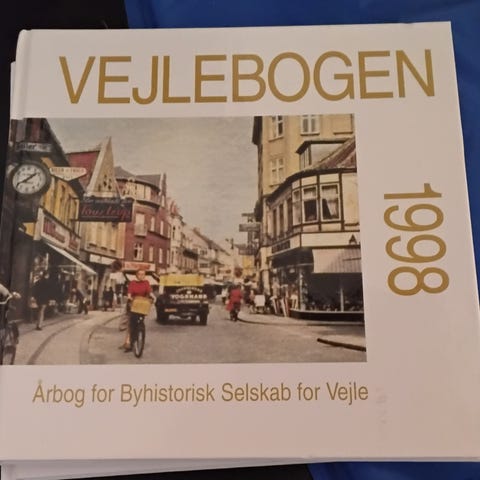 VEJLEBOGEN
1998
Årbog for Byhistorisk Selskab for Vejle